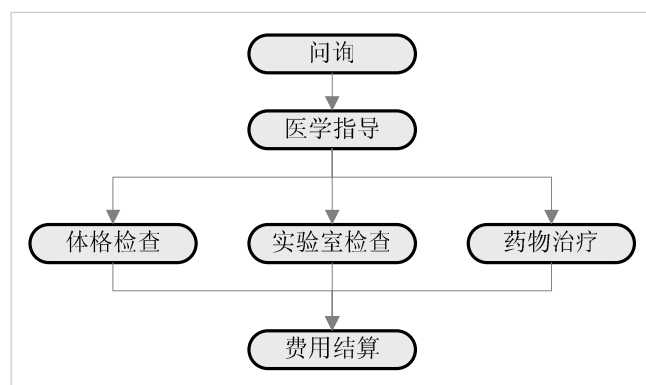 问询
医学指导
体格检查
实验室检查
药物治疗
费用结算